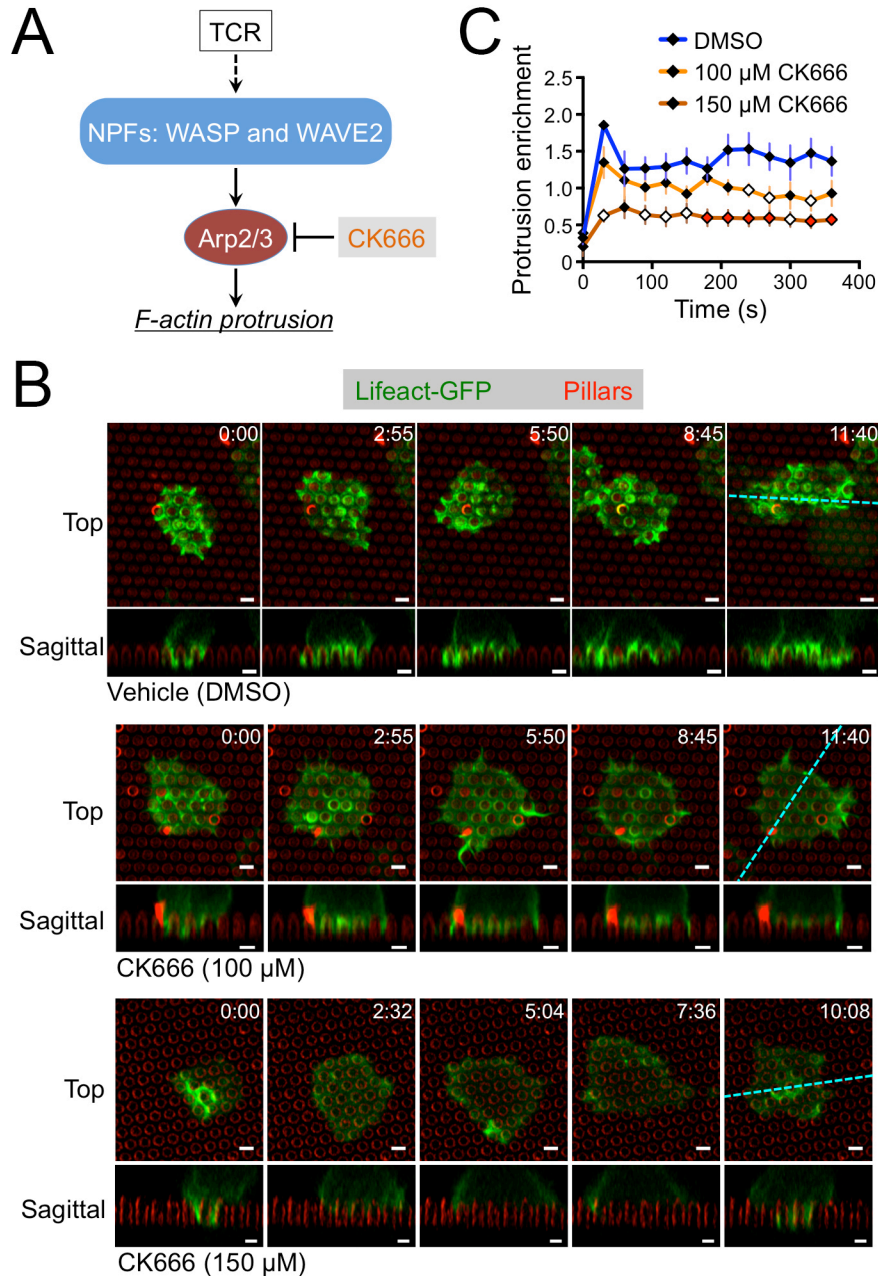 A
TCR
NPFs: WASP and WAVE2
Arp2/3
CK666
F-actin protrusion
C
DMSO
100 µM CK666
150 µM CK666
Protrusion enrichment
2.5
2.0
1.5
1.0
0.5
0
0 100 200 300 400
Time (s)
B
Lifeact-GFP Pillars
Top
0:00 2:55 5:50 8:45 11:40
Sagittal
Vehicle (DMSO)
Top
0:00 2:55 5:50 8:45 11:40
Sagittal
CK666 (100 µM)
Top
0:00 2:32 5:04 7:36 10:08
Sagittal
CK666 (150 µM)